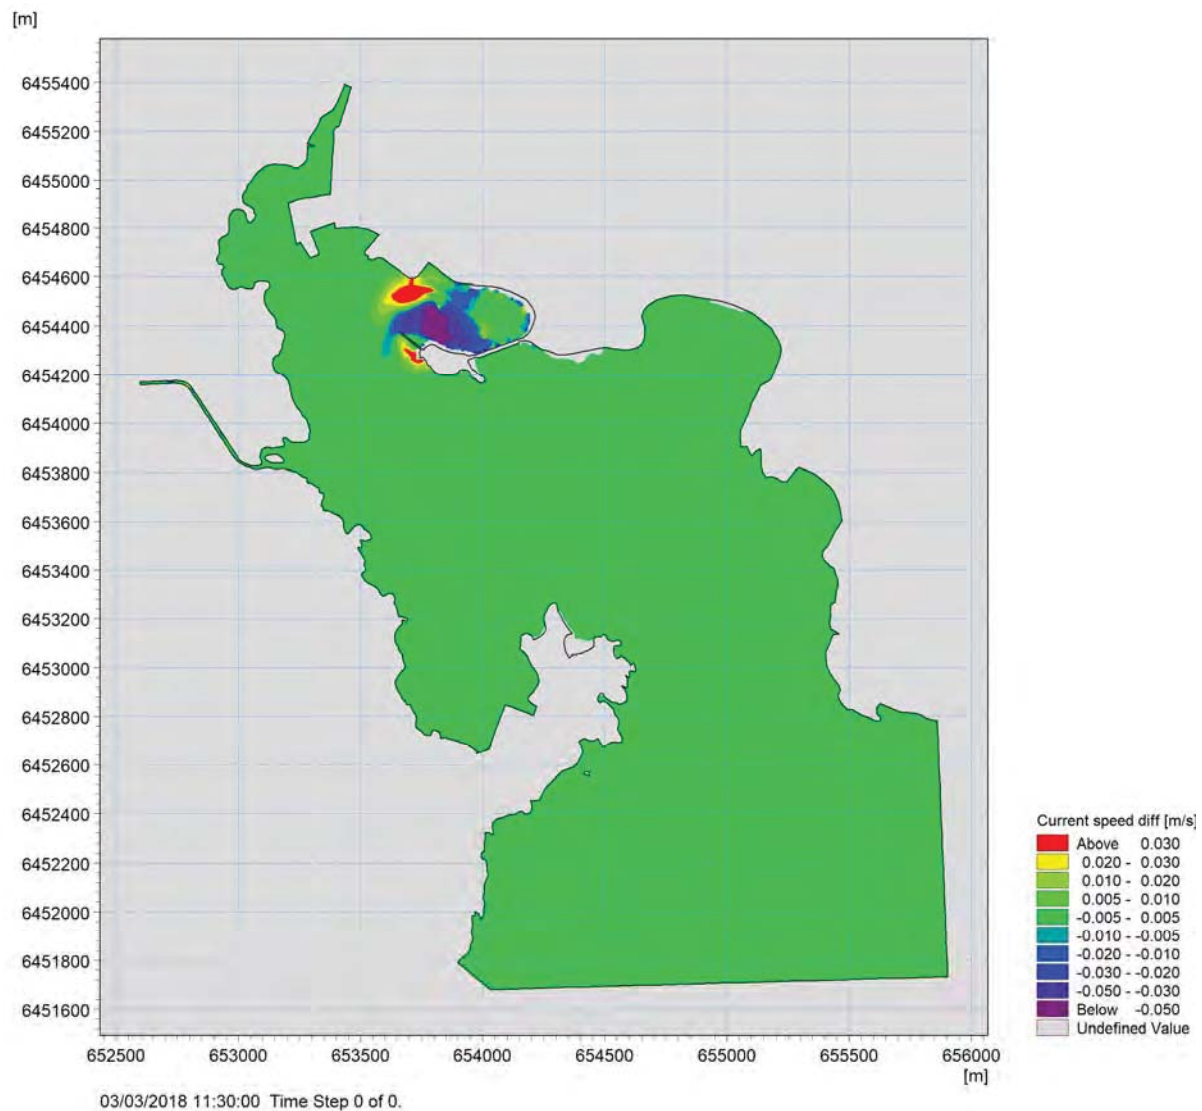 [m]
6455400
6455200
6455000
6454800
6454600
6454400
6454200
6454000
6453800
6453600
6453400
6453200
6453000
6452800
6452600
6452400
6452200
6452000
6451800
6451600
652500 653000 653500 654000 654500 655000 655500 656000
[m]
Current speed diff [m/s]
Above 0.030
0.020 - 0.030
0.010 - 0.020
0.005 - 0.010
-0.005 - 0.005
-0.010 - -0.005
-0.020 - -0.010
-0.030 - -0.020
-0.050 - -0.030
Below -0.050
Undefined Value
03/03/2018 11:30:00 Time Step 0 of 0.